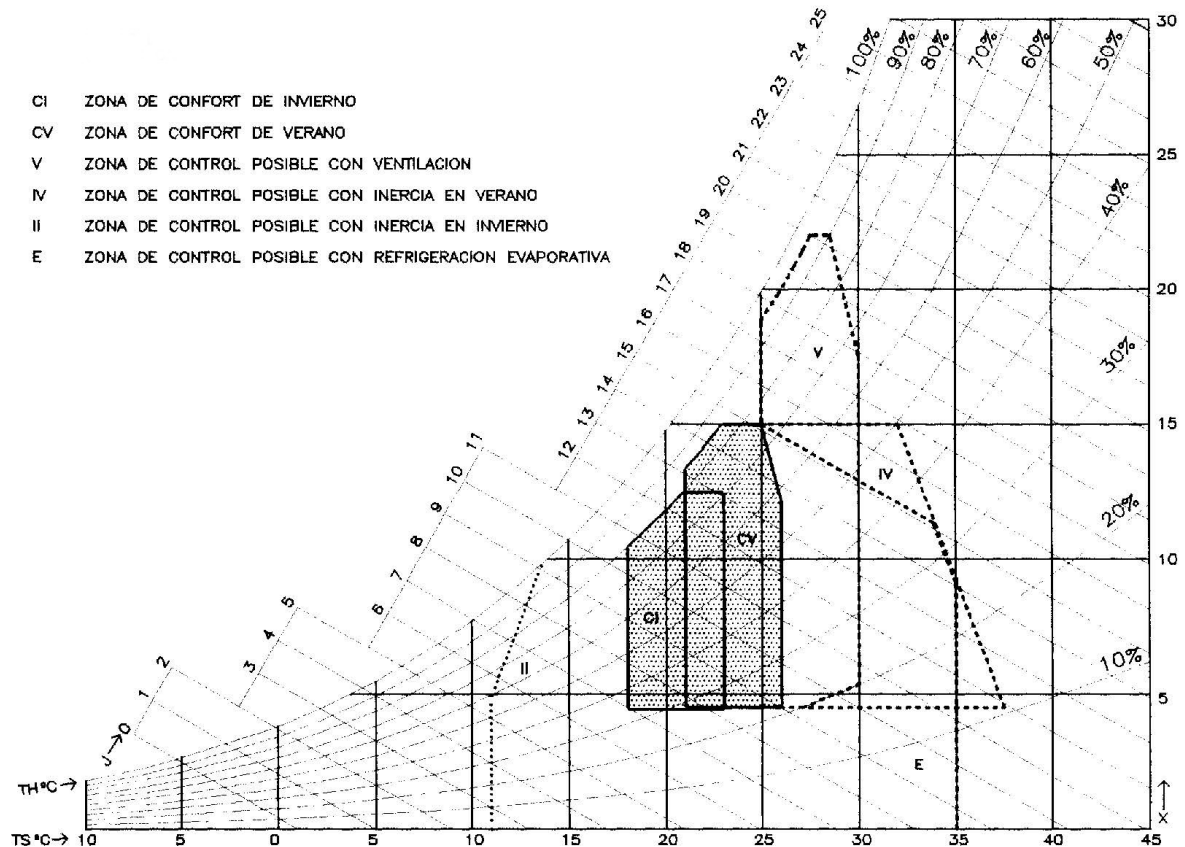 CI ZONA DE CONFORT DE INVIERNO
CV ZONA DE CONFORT DE VERANO
V ZONA DE CONTROL POSIBLE CON VENTILACION
IV ZONA DE CONTROL POSIBLE CON INERCIA EN VERANO
II ZONA DE CONTROL POSIBLE CON INERCIA EN INVIERNO
E ZONA DE CONTROL POSIBLE CON REFRIGERACION EVAPORATIVA
100% 90% 80% 70% 60% 50%
40%
30%
20%
10%
30
25
20
15
10
5
X
12 13 14 15 16 17 18 19 20 21 22 23 24 25
6 7 8 9 10 11
3 4 5
J→0 1 2
V
IV
CV
CI
II
E
TH°C→
TS°C→ 10 5 0 5 10 15 20 25 30 35 40 45